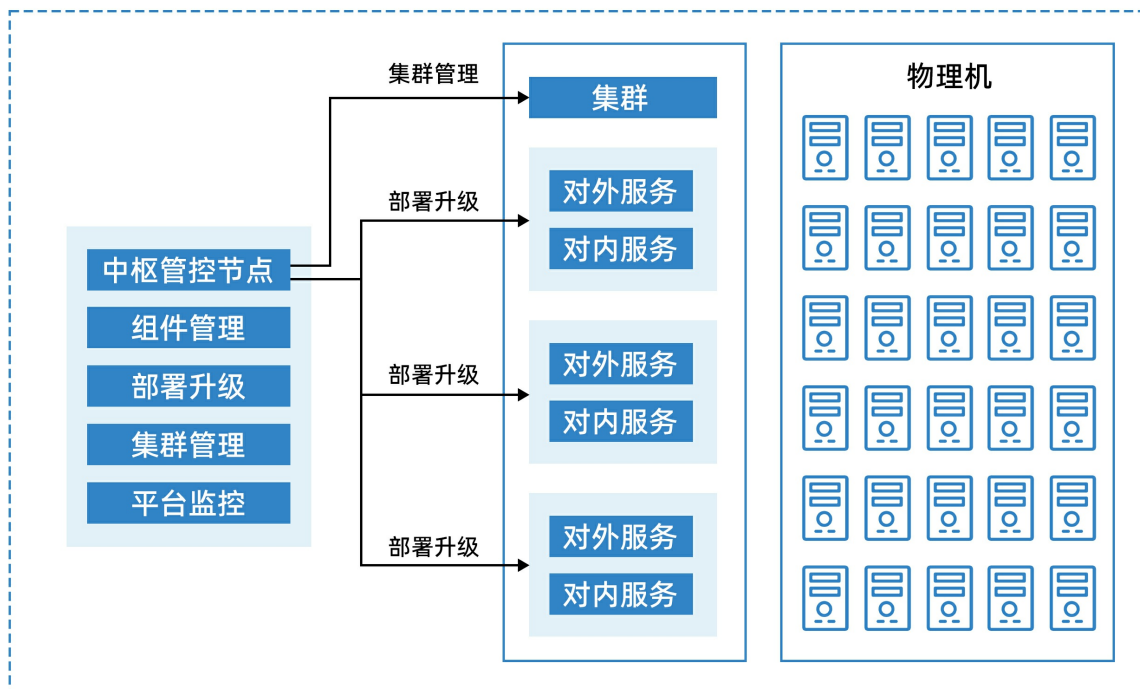 中枢管控节点
组件管理
部署升级
集群管理
平台监控
集群管理
部署升级
部署升级
部署升级
集群
对外服务
对内服务
对外服务
对内服务
对外服务
对内服务
物理机